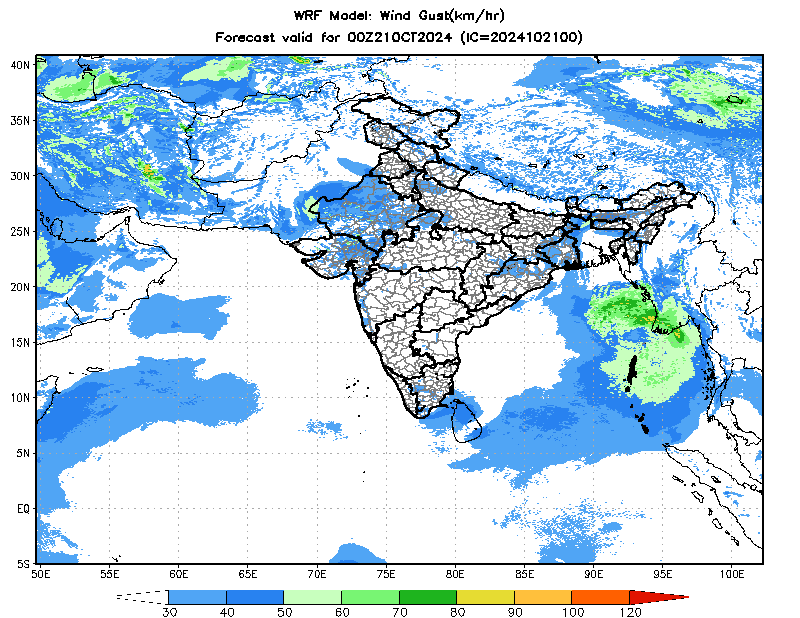 WRF Model: Wind Gust(km/hr)
Forecast valid for 00Z21OCT2024 (IC=2024102100)
40N
35N
30N
25N
20N
15N
10N
5N
EQ
5S
50E 55E 60E 65E 70E 75E 80E 85E 90E 95E 100E
30 40 50 60 70 80 90 100 120